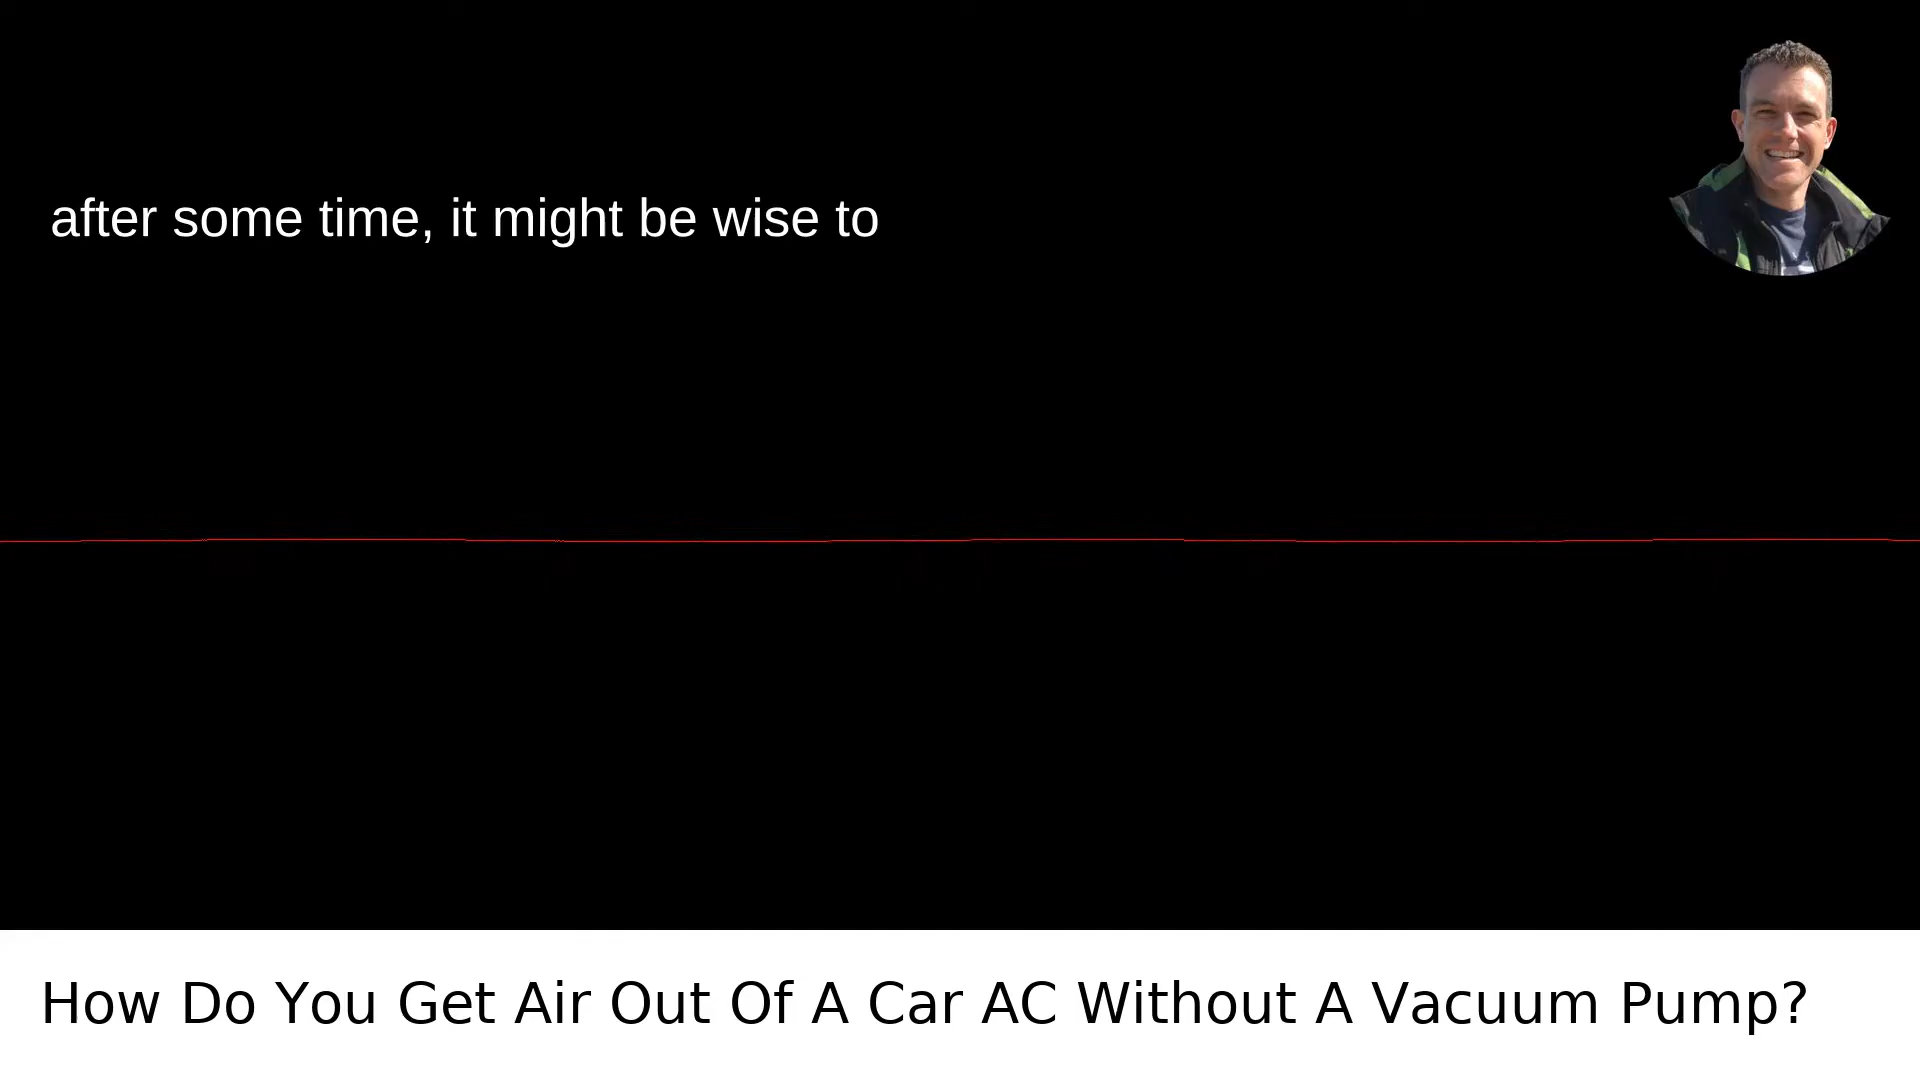 after some time, it might be wise to
How Do You Get Air Out Of A Car AC Without A Vacuum Pump?